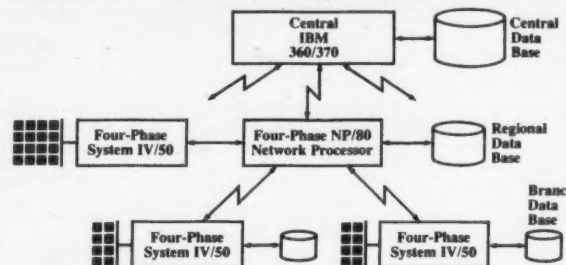 Central
IBM
360/370
Central
Data
Base
Four-Phase
System IV/50
Four-Phase NP/80
Network Processor
Regional
Data
Base
Branc
Data
Base
Four-Phase
System IV/50
Four-Phase
System IV/50